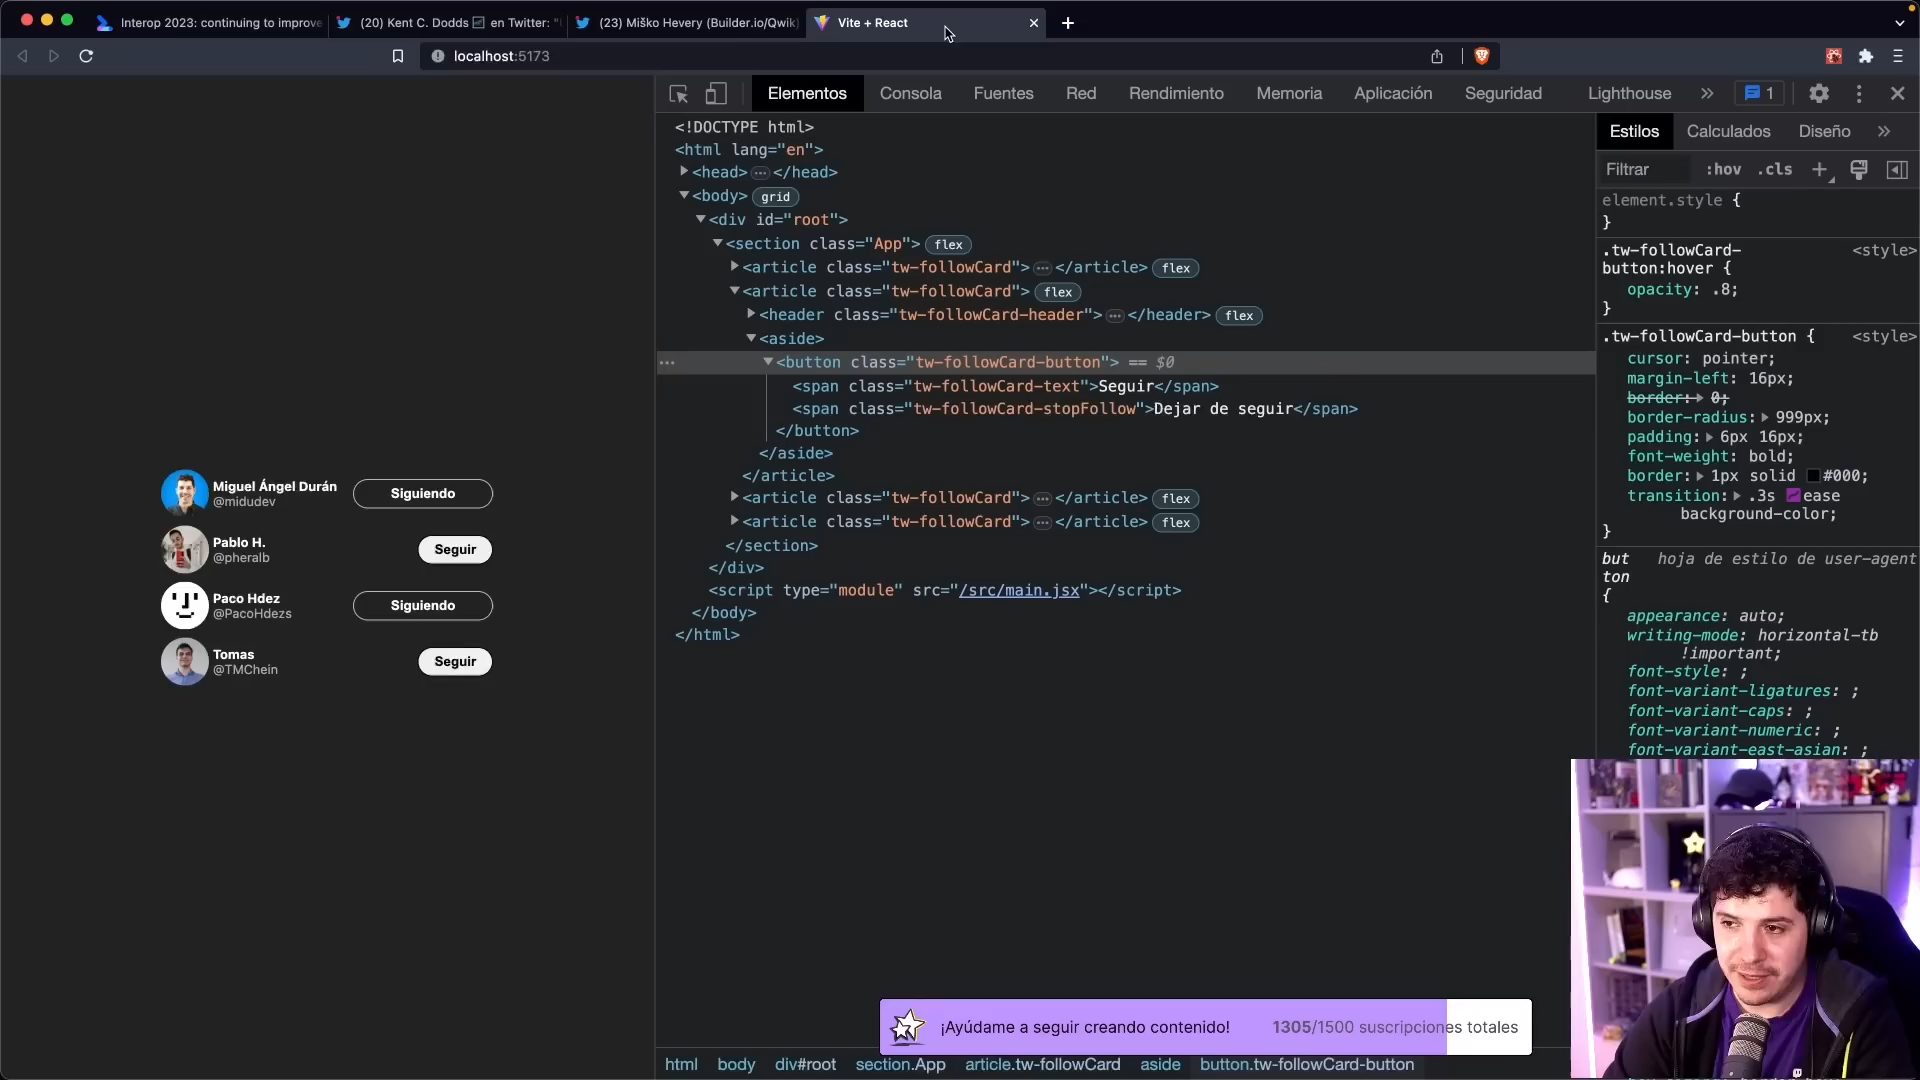 Interop 2023: continuing to improve
(20) Kent C. Dodds en Twitter: "
(23) Miško Hevery (Builder.io/Qwik
Vite + React
localhost:5173
Elementos
Consola
Fuentes
Red
Rendimiento
Memoria
Aplicación
Seguridad
Lighthouse
1
<!DOCTYPE html>
<html lang="en">
<head> ⋯ </head>
<body> grid
<div id="root">
<section class="App"> flex
<article class="tw-followCard"> ⋯ </article> flex
<article class="tw-followCard"> flex
<header class="tw-followCard-header"> ⋯ </header> flex
<aside>
<button class="tw-followCard-button"> == $0
<span class="tw-followCard-text">Seguir</span>
<span class="tw-followCard-stopFollow">Dejar de seguir</span>
</button>
</aside>
</article>
<article class="tw-followCard"> ⋯ </article> flex
<article class="tw-followCard"> ⋯ </article> flex
</section>
</div>
<script type="module" src="/src/main.jsx"></script>
</body>
</html>
Miguel Ángel Durán
@midudev
Siguiendo
Pablo H.
@pheralb
Seguir
Paco Hdez
@PacoHdezs
Siguiendo
Tomas
@TMChein
Seguir
Estilos
Calculados
Diseño
Filtrar
:hov
.cls
element.style {
}
.tw-followCard- <style>
button:hover {
opacity: .8;
}
.tw-followCard-button { <style>
cursor: pointer;
margin-left: 16px;
border: 0;
border-radius: 999px;
padding: 6px 16px;
font-weight: bold;
border: 1px solid #000;
transition: .3s ease
background-color;
}
but hoja de estilo de user-agent
ton
{
appearance: auto;
writing-mode: horizontal-tb
!important;
font-style: ;
font-variant-ligatures: ;
font-variant-caps: ;
font-variant-numeric: ;
font-variant-east-asian: ;
¡Ayúdame a seguir creando contenido!
1305/1500 suscripciones totales
html
body
div#root
section.App
article.tw-followCard
aside
button.tw-followCard-button